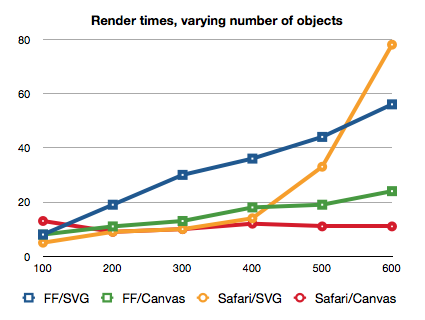 Render times, varying number of objects
80
60
40
20
0
100 200 300 400 500 600
FF/SVG FF/Canvas Safari/SVG Safari/Canvas